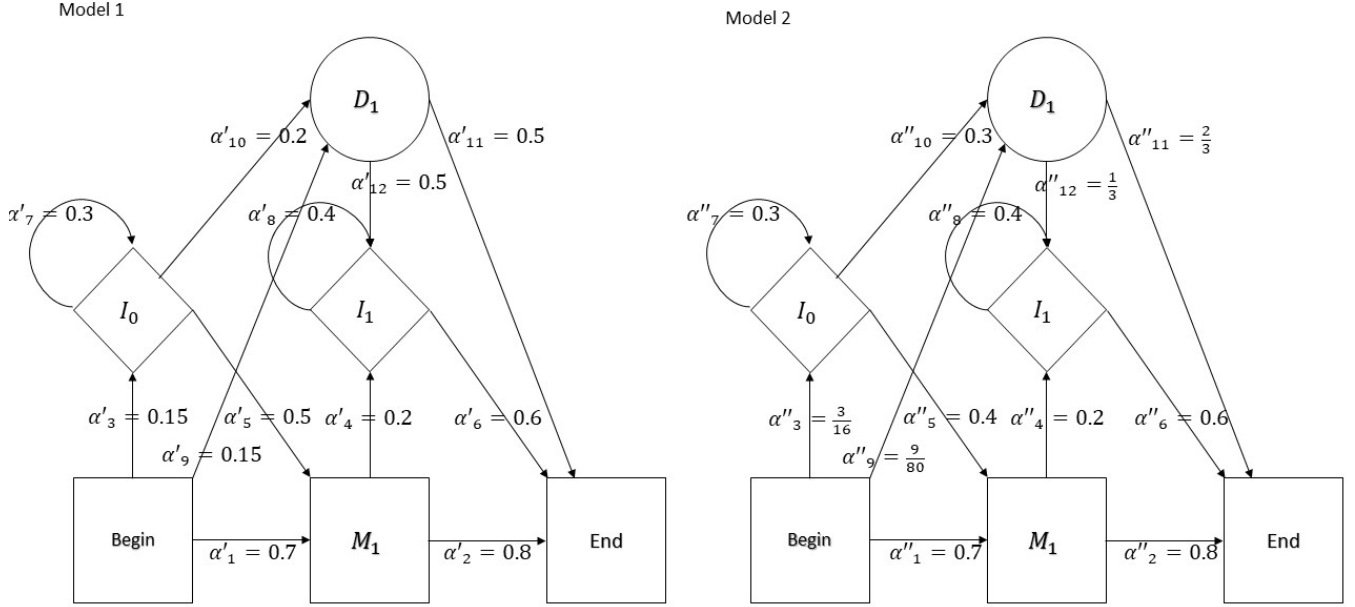 Model 1
D₁
α'₁₀ = 0.2
α'₁₁ = 0.5
α'₁₂ = 0.5
α'₇ = 0.3
α'₈ = 0.4
I₀
I₁
α'₃ = 0.15
α'₅ = 0.5
α'₄ = 0.2
α'₆ = 0.6
α'₉ = 0.15
Begin
M₁
End
α'₁ = 0.7
α'₂ = 0.8
Model 2
D₁
α''₁₀ = 0.3
α''₁₁ = 2/3
α''₁₂ = 1/3
α''₇ = 0.3
α''₈ = 0.4
I₀
I₁
α''₃ = 3/16
α''₅ = 0.4
α''₄ = 0.2
α''₆ = 0.6
α''₉ = 9/80
Begin
M₁
End
α''₁ = 0.7
α''₂ = 0.8